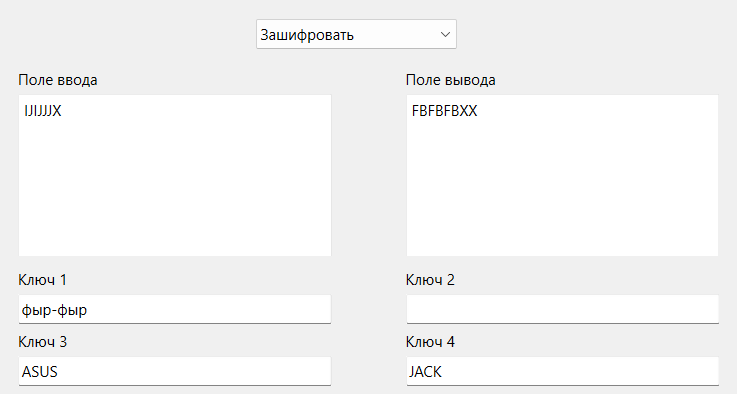 Зашифровать
Поле ввода
Поле вывода
IJIJJJX
FBFBFBXX
Ключ 1
Ключ 2
фыр-фыр
Ключ 3
Ключ 4
ASUS
JACK